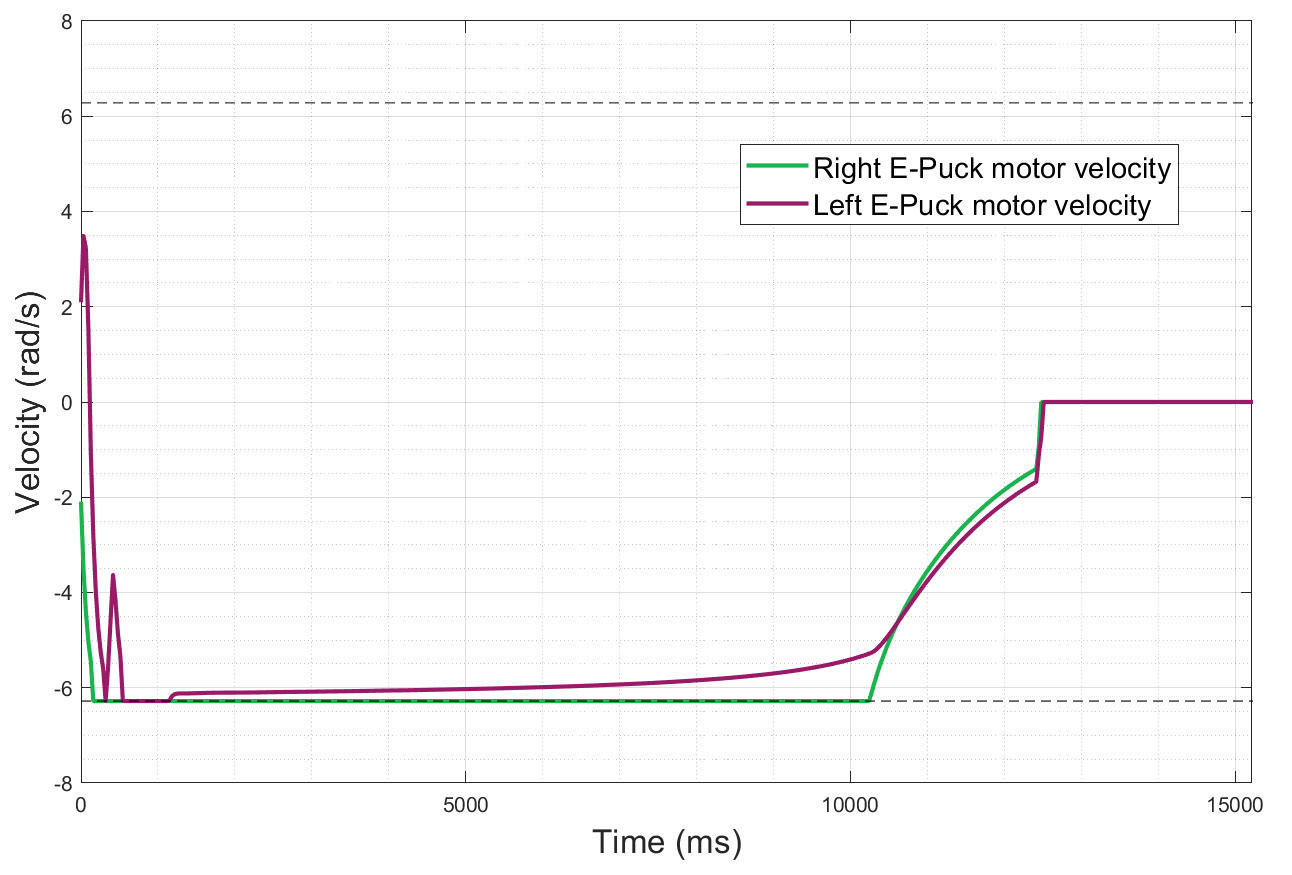 8
6
4
2
0
-2
-4
-6
-8
Velocity (rad/s)
Right E-Puck motor velocity
Left E-Puck motor velocity
0 5000 10000 15000
Time (ms)